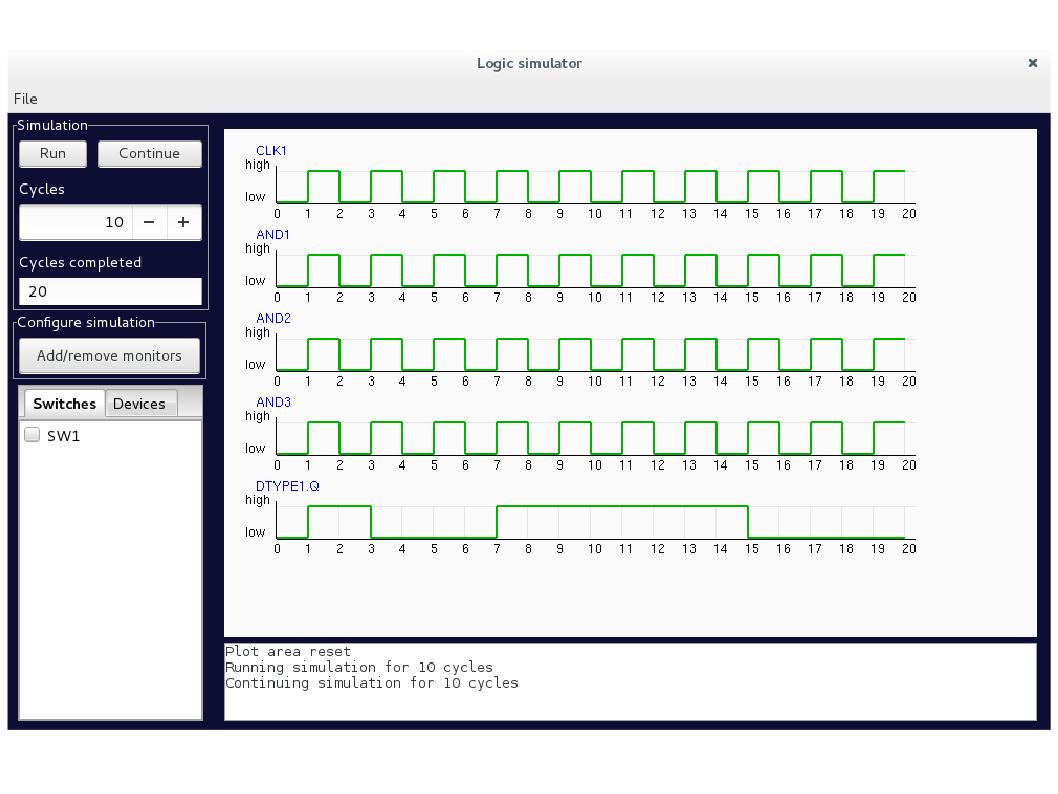 Logic simulator ×
File
Simulation
Run Continue
Cycles
10 − +
Cycles completed
20
Configure simulation
Add/remove monitors
Switches Devices
SW1
CLK1
high
low
0 1 2 3 4 5 6 7 8 9 10 11 12 13 14 15 16 17 18 19 20
AND1
high
low
0 1 2 3 4 5 6 7 8 9 10 11 12 13 14 15 16 17 18 19 20
AND2
high
low
0 1 2 3 4 5 6 7 8 9 10 11 12 13 14 15 16 17 18 19 20
AND3
high
low
0 1 2 3 4 5 6 7 8 9 10 11 12 13 14 15 16 17 18 19 20
DTYPE1.Q
high
low
0 1 2 3 4 5 6 7 8 9 10 11 12 13 14 15 16 17 18 19 20
Plot area reset
Running simulation for 10 cycles
Continuing simulation for 10 cycles